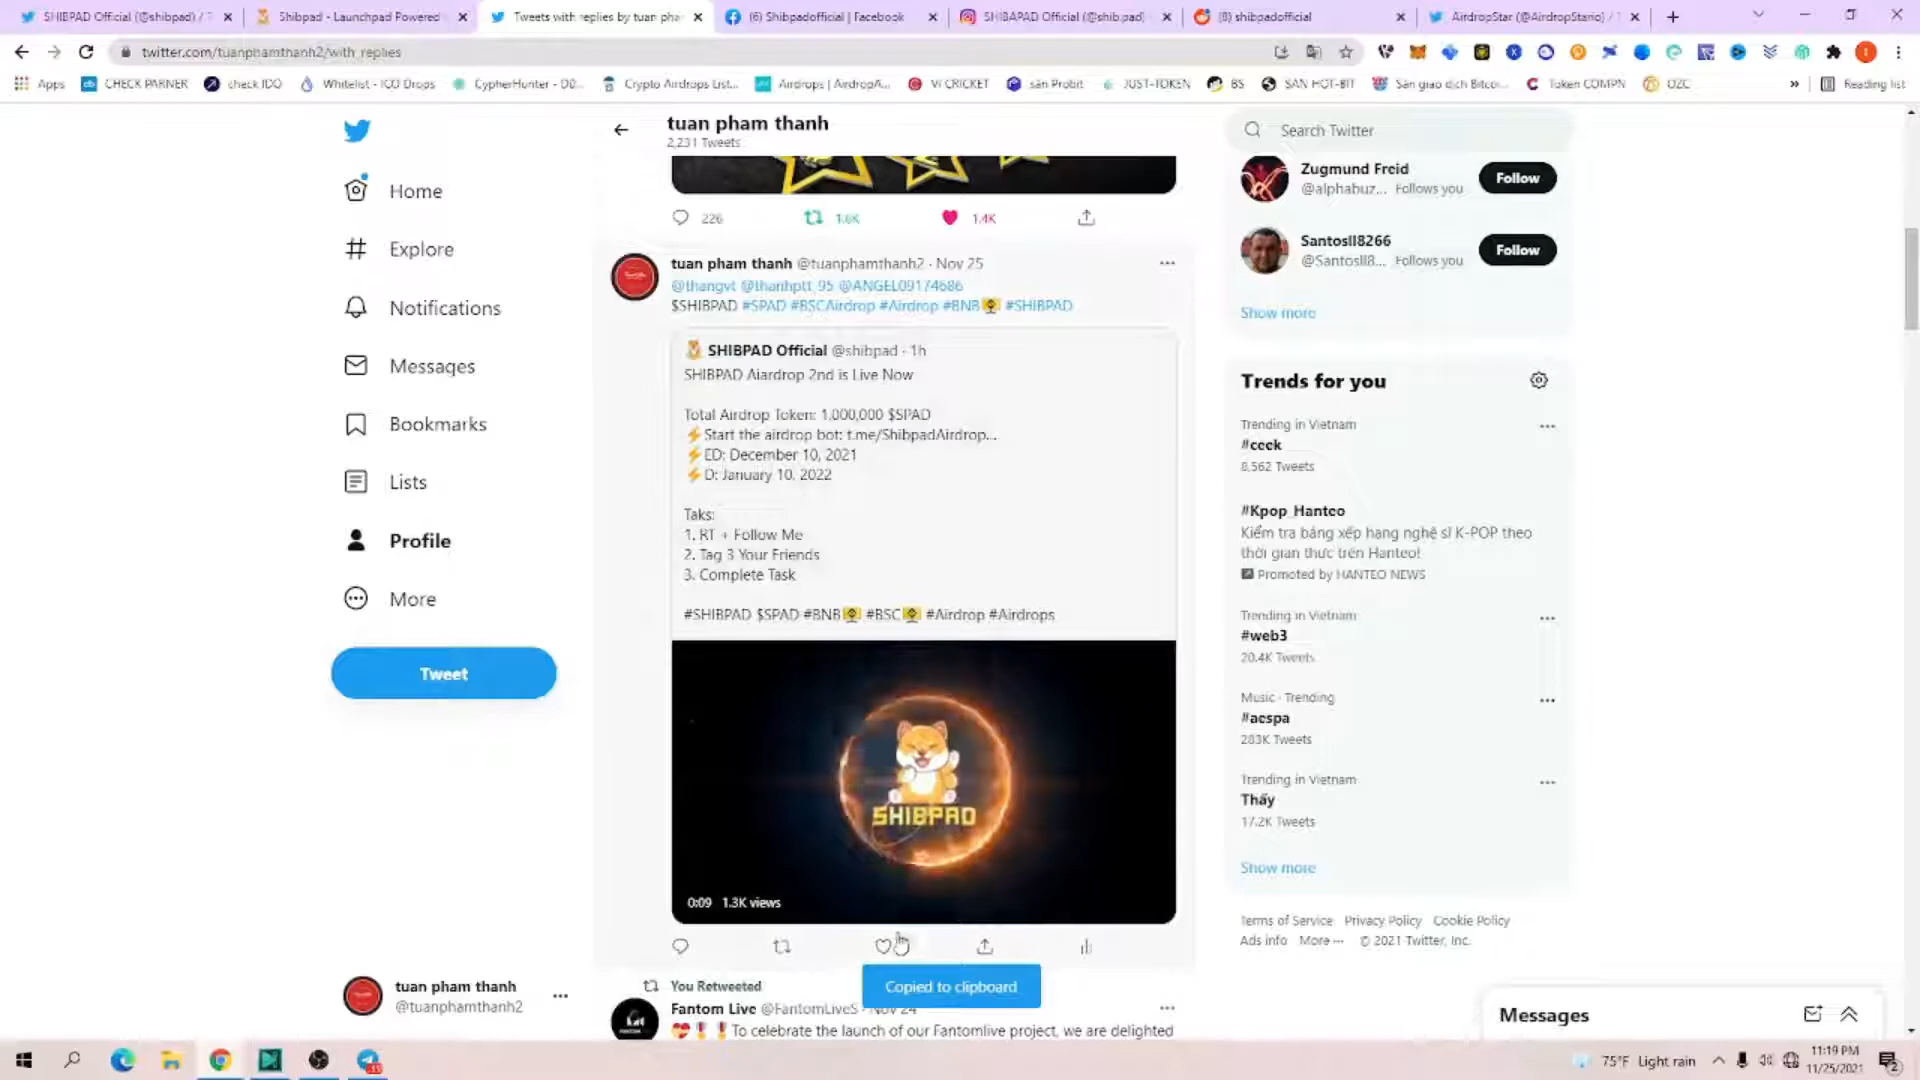 SHIBPAD Official (@shibpad) / T
Shibpad - Launchpad Powered
Tweets with replies by tuan pha
(6) Shibpadofficial | Facebook
SHIBAPAD Official (@shib.pad)
(8) shibpadofficial
AirdropStar (@AirdropStario) / T
twitter.com/tuanphamthanh2/with_replies
Apps
CHECK PARNER
check IDO
Whitelist - ICO Drops
CypherHunter - D...
Crypto Airdrops List...
Airdrops | AirdropA...
VI CRICKET
sàn Probit
JUST-TOKEN
BS
SAN HOT-BIT
Sàn giao dịch Bitco...
Token COMPN
OZC
»
Reading list
tuan pham thanh
2,231 Tweets
Search Twitter
Home
Explore
Notifications
Messages
Bookmarks
Lists
Profile
More
Tweet
tuan pham thanh
@tuanphamthanh2
226
1.6K
1.4K
tuan pham thanh @tuanphamthanh2 · Nov 25
@thangvt @thanhptt_95 @ANGEL09174686
$SHIBPAD #SPAD #BSCAirdrop #Airdrop #BNB #SHIBPAD
SHIBPAD Official @shibpad · 1h
SHIBPAD Aiardrop 2nd is Live Now
Total Airdrop Token: 1,000,000 $SPAD
⚡Start the airdrop bot: t.me/ShibpadAirdrop...
⚡ED: December 10, 2021
⚡D: January 10, 2022
Taks:
1. RT + Follow Me
2. Tag 3 Your Friends
3. Complete Task
#SHIBPAD $SPAD #BNB #BSC #Airdrop #Airdrops
SHIBPAD
0:09 1.3K views
Copied to clipboard
You Retweeted
Fantom Live @FantomLiveS · Nov 24
To celebrate the launch of our Fantomlive project, we are delighted
Zugmund Freid
@alphabuz... Follows you
Follow
Santosll8266
@Santosll8... Follows you
Follow
Show more
Trends for you
Trending in Vietnam
#ceek
8,562 Tweets
#Kpop_Hanteo
Kiểm tra bảng xếp hạng nghệ sĩ K-POP theo
thời gian thực trên Hanteo!
Promoted by HANTEO NEWS
Trending in Vietnam
#web3
20.4K Tweets
Music · Trending
#aespa
283K Tweets
Trending in Vietnam
Thấy
17.2K Tweets
Show more
Terms of Service Privacy Policy Cookie Policy
Ads info More ··· © 2021 Twitter, Inc.
Messages
75°F Light rain
11:19 PM
11/25/2021
2